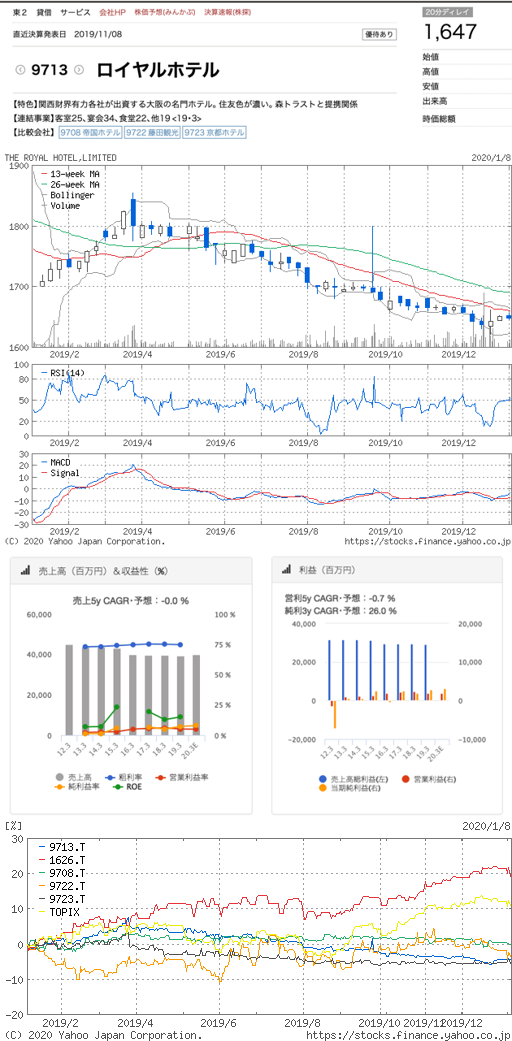 東２ 貸借 サービス 会社HP 株価予想(みんかぶ) 決算速報(株探)
20分ディレイ
直近決算発表日 2019/11/08
優待あり
1,647
9713 ロイヤルホテル
始値
高値
安値
出来高
時価総額
【特色】関西財界有力各社が出資する大阪の名門ホテル。住友色が濃い。森トラストと提携関係
【連結事業】客室25、宴会34、食堂22、他19 <19・3>
【比較会社】 9708 帝国ホテル 9722 藤田観光 9723 京都ホテル
THE ROYAL HOTEL,LIMITED
2020/1/8
1900
13-week MA
26-week MA
Bollinger
Volume
1800
1700
1600
2019/2 2019/4 2019/6 2019/8 2019/10 2019/12
100
RSI(14)
80
50
20
0
2019/2 2019/4 2019/6 2019/8 2019/10 2019/12
30
MACD
20
Signal
10
0
-10
-20
-30
2019/2 2019/4 2019/6 2019/8 2019/10 2019/12
(C) 2020 Yahoo Japan Corporation.
https://stocks.finance.yahoo.co.jp
売上高（百万円）＆収益性（%）
売上5y CAGR・予想：-0.0 %
60,000 100 %
75 %
40,000
50 %
20,000
25 %
0 0 %
12.3 13.3 14.3 15.3 16.3 17.3 18.3 19.3 20.3E
売上高 粗利率 営業利益率
純利益率 ROE
利益（百万円）
営利5y CAGR・予想：-0.7 %
純利3y CAGR・予想：26.0 %
40,000 20,000
20,000 10,000
0 0
-20,000 -10,000
12.3 13.3 14.3 15.3 16.3 17.3 18.3 19.3 20.3E
売上高総利益(左) 営業利益(右)
当期純利益(右)
[%]
2020/1/8
30
9713.T
1626.T
20
9708.T
9722.T
9723.T
10
TOPIX
0
-10
-20
2019/2 2019/4 2019/6 2019/8 2019/10 2019/11 2019/12
(C) 2020 Yahoo Japan Corporation.
https://stocks.finance.yahoo.co.jp